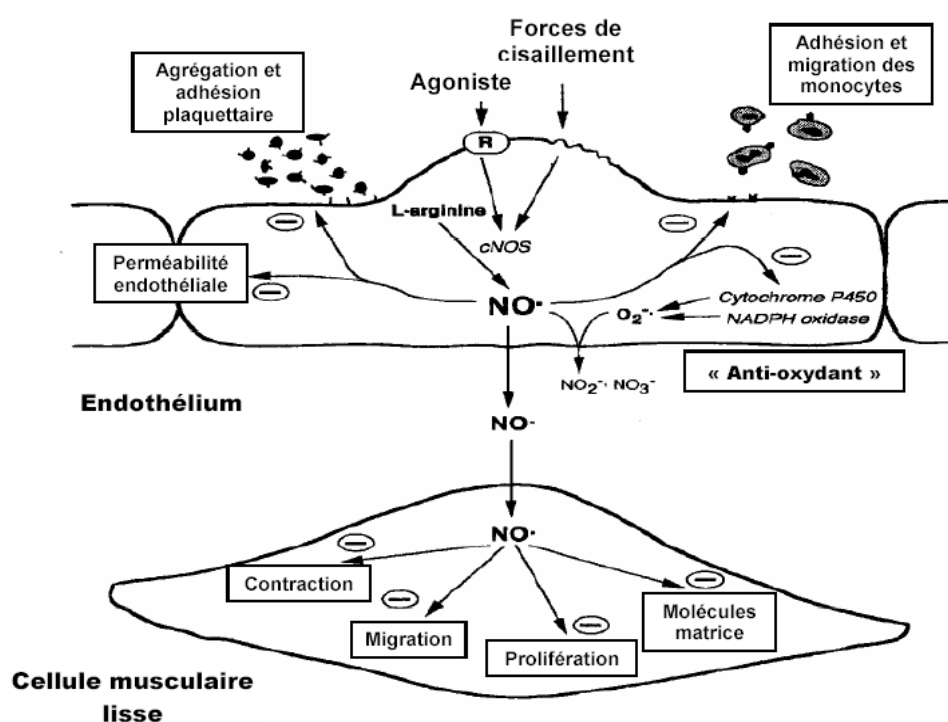 Forces de
cisaillement
Agoniste
Agrégation et
adhésion
plaquettaire
Adhésion et
migration des
monocytes
R
L-arginine
cNOS
Perméabilité
endothéliale
NO·
O₂⁻·
Cytochrome P450
NADPH oxidase
NO₂⁻· NO₃⁻
« Anti-oxydant »
Endothélium
NO·
NO·
Contraction
Migration
Prolifération
Molécules
matrice
Cellule musculaire
lisse